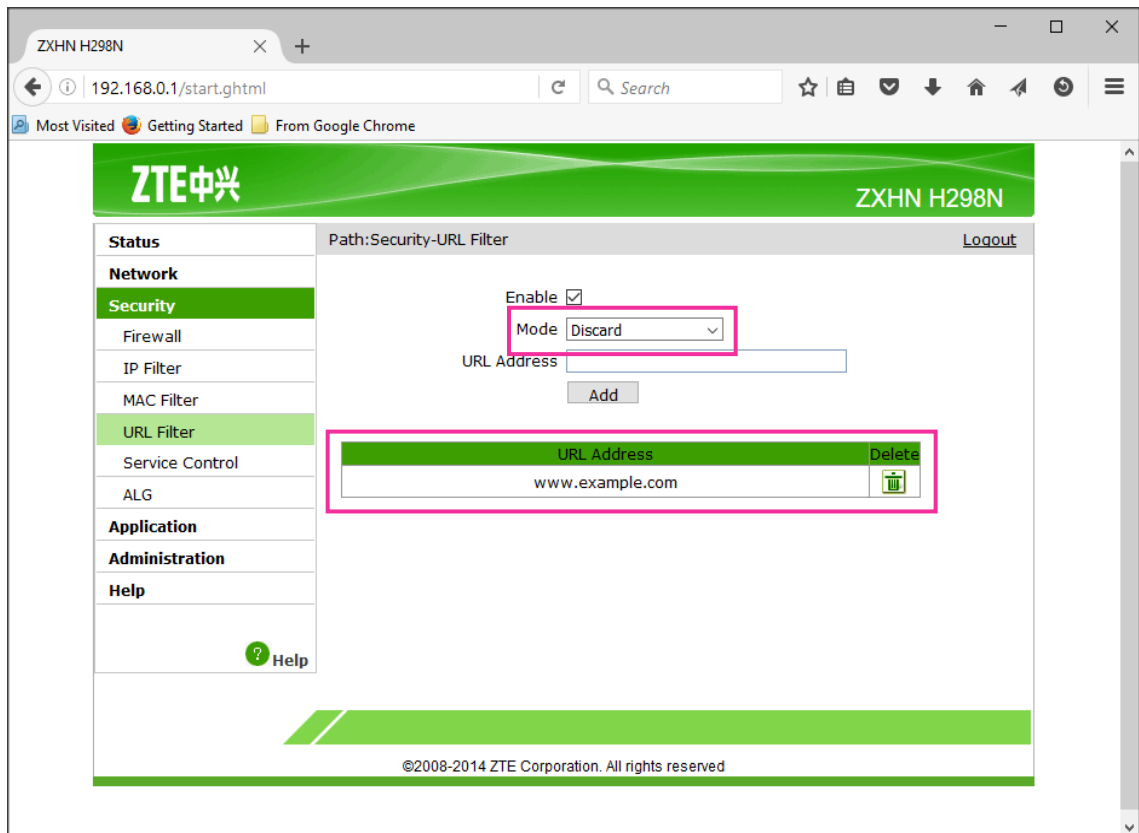 ZXHN H298N
192.168.0.1/start.ghtml
Search
Most Visited Getting Started From Google Chrome
ZTE中兴
ZXHN H298N
Path:Security-URL Filter
Logout
Status
Network
Security
Firewall
IP Filter
MAC Filter
URL Filter
Service Control
ALG
Application
Administration
Help
? Help
Enable
Mode Discard
URL Address
Add
URL Address Delete
www.example.com
©2008-2014 ZTE Corporation. All rights reserved